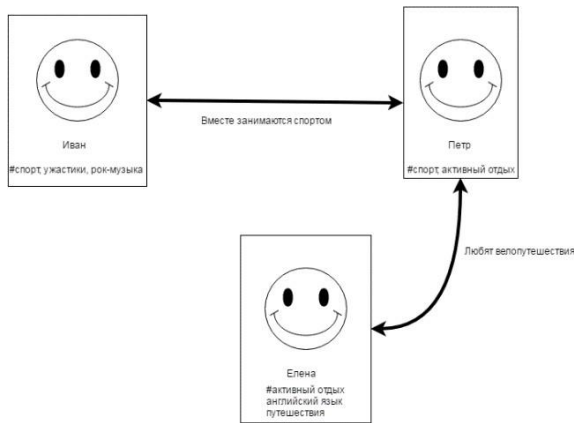 Вместе занимаются спортом
Иван
#спорт, ужастики, рок-музыка
Петр
#спорт, активный отдых
Любят велопутешествия
Елена
#активный отдых
английский язык
путешествия